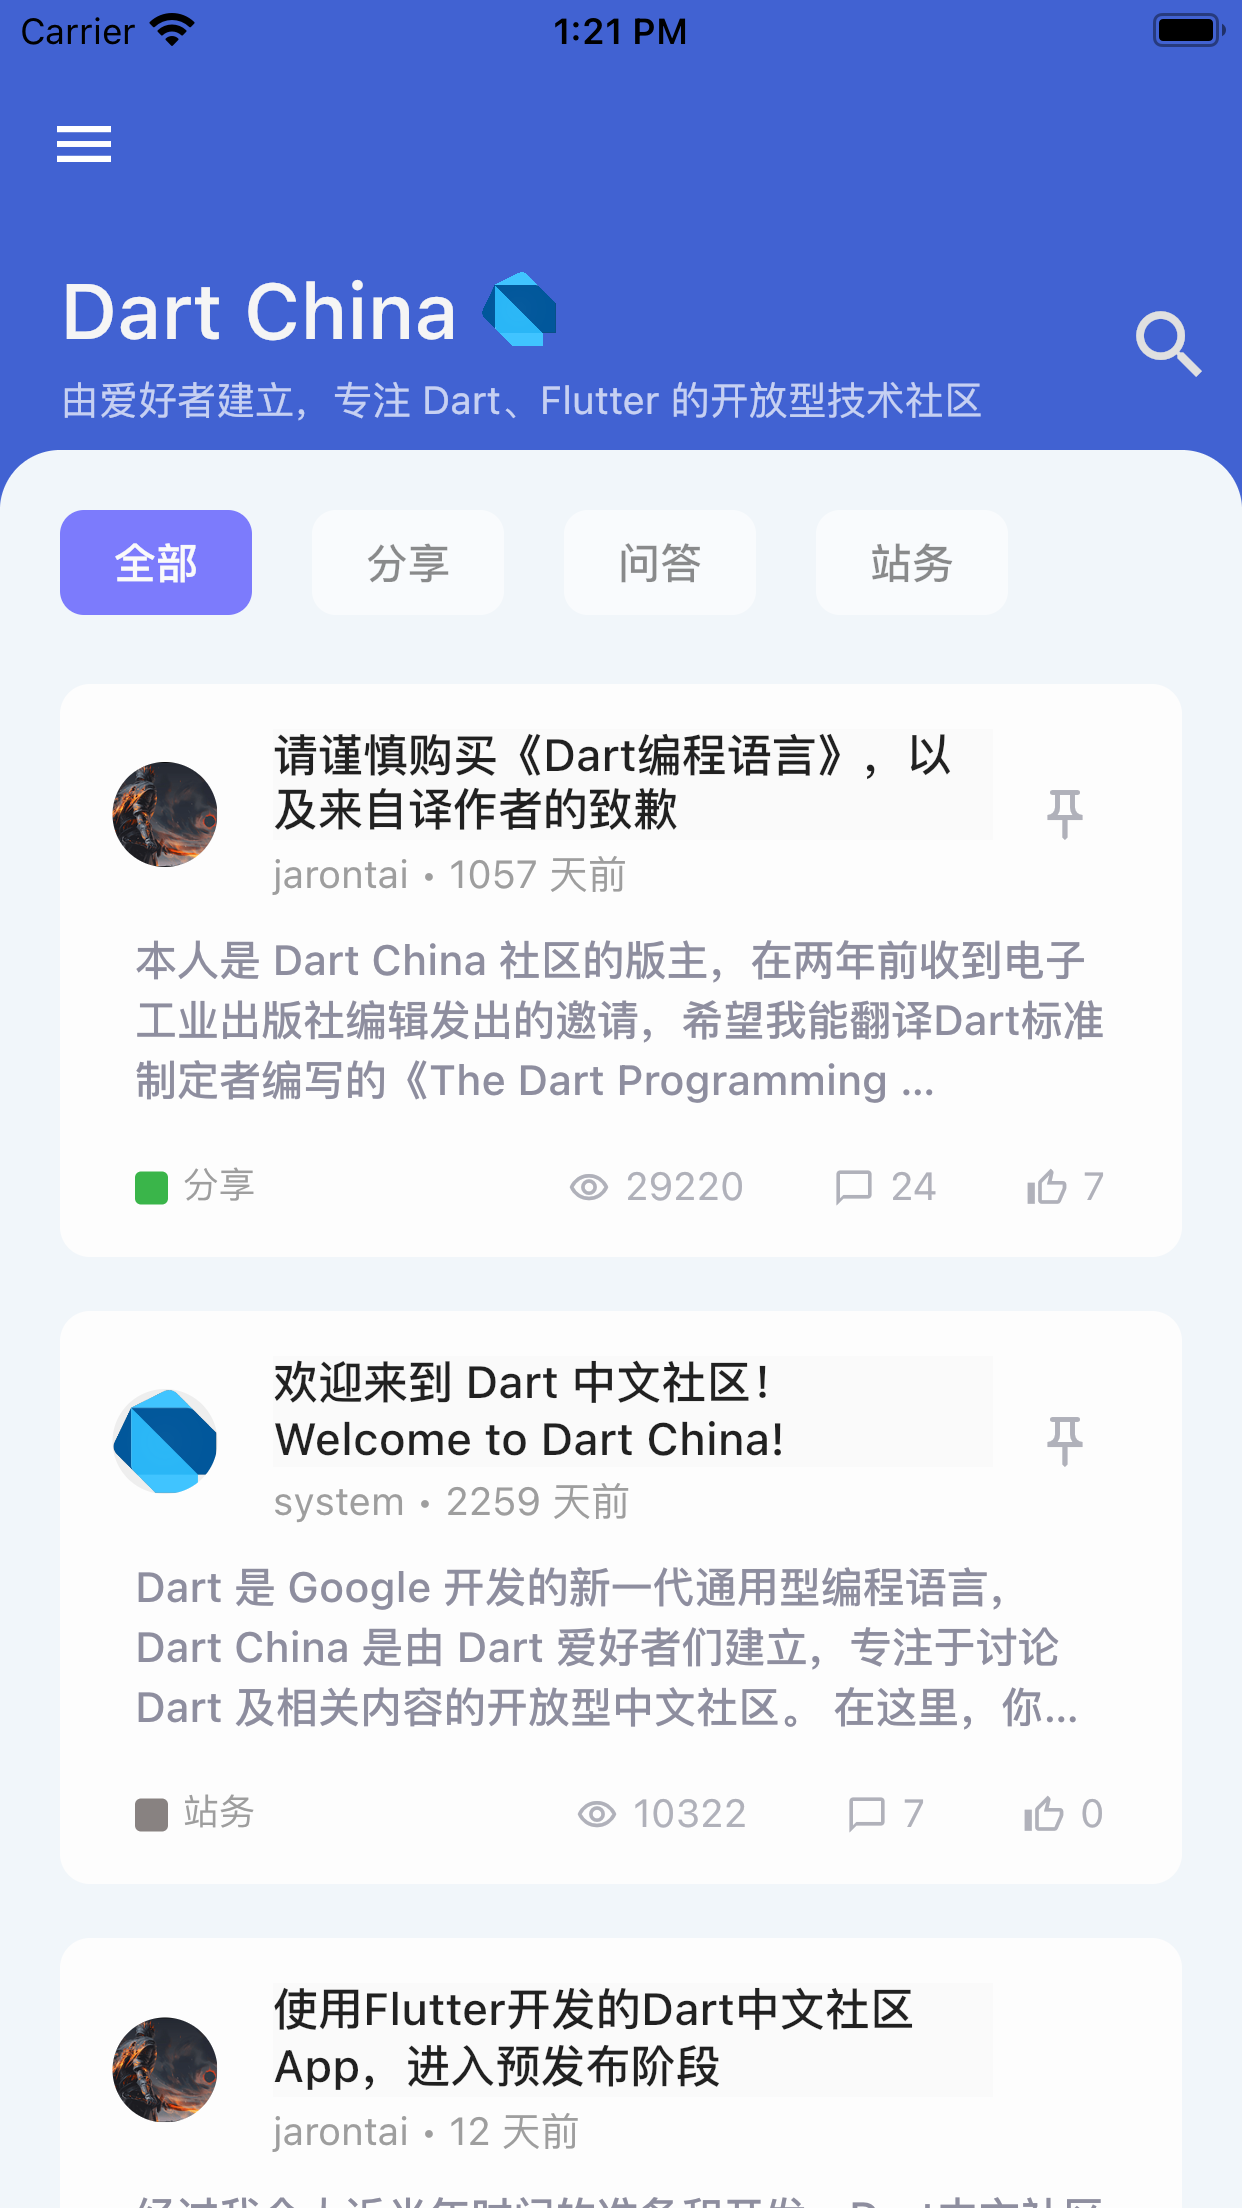 Carrier 1:21 PM
Dart China
由爱好者建立，专注 Dart、Flutter 的开放型技术社区
全部 分享 问答 站务
请谨慎购买《Dart编程语言》，以
及来自译作者的致歉
jarontai • 1057 天前
本人是 Dart China 社区的版主，在两年前收到电子
工业出版社编辑发出的邀请，希望我能翻译Dart标准
制定者编写的《The Dart Programming ...
分享 29220 24 7
欢迎来到 Dart 中文社区！
Welcome to Dart China!
system • 2259 天前
Dart 是 Google 开发的新一代通用型编程语言，
Dart China 是由 Dart 爱好者们建立，专注于讨论
Dart 及相关内容的开放型中文社区。 在这里，你...
站务 10322 7 0
使用Flutter开发的Dart中文社区
App，进入预发布阶段
jarontai • 12 天前